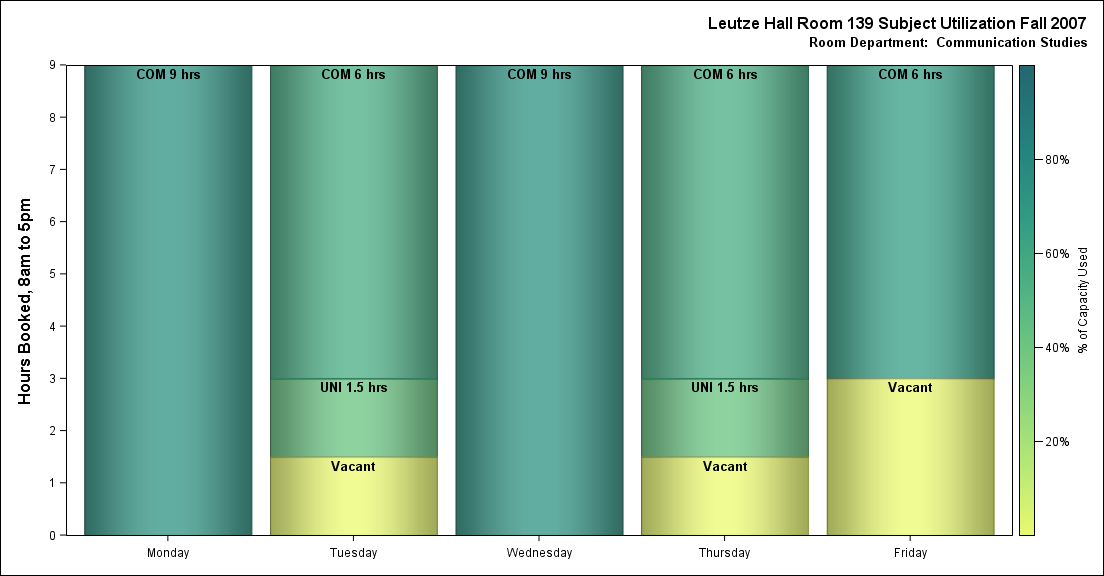 Leutze Hall Room 139 Subject Utilization Fall 2007
Room Department:  Communication Studies
Hours Booked, 8am to 5pm
9
8
7
6
5
4
3
2
1
0
COM 9 hrs
COM 6 hrs
COM 9 hrs
COM 6 hrs
COM 6 hrs
UNI 1.5 hrs
UNI 1.5 hrs
Vacant
Vacant
Vacant
Monday
Tuesday
Wednesday
Thursday
Friday
80%
60%
40%
20%
% of Capacity Used